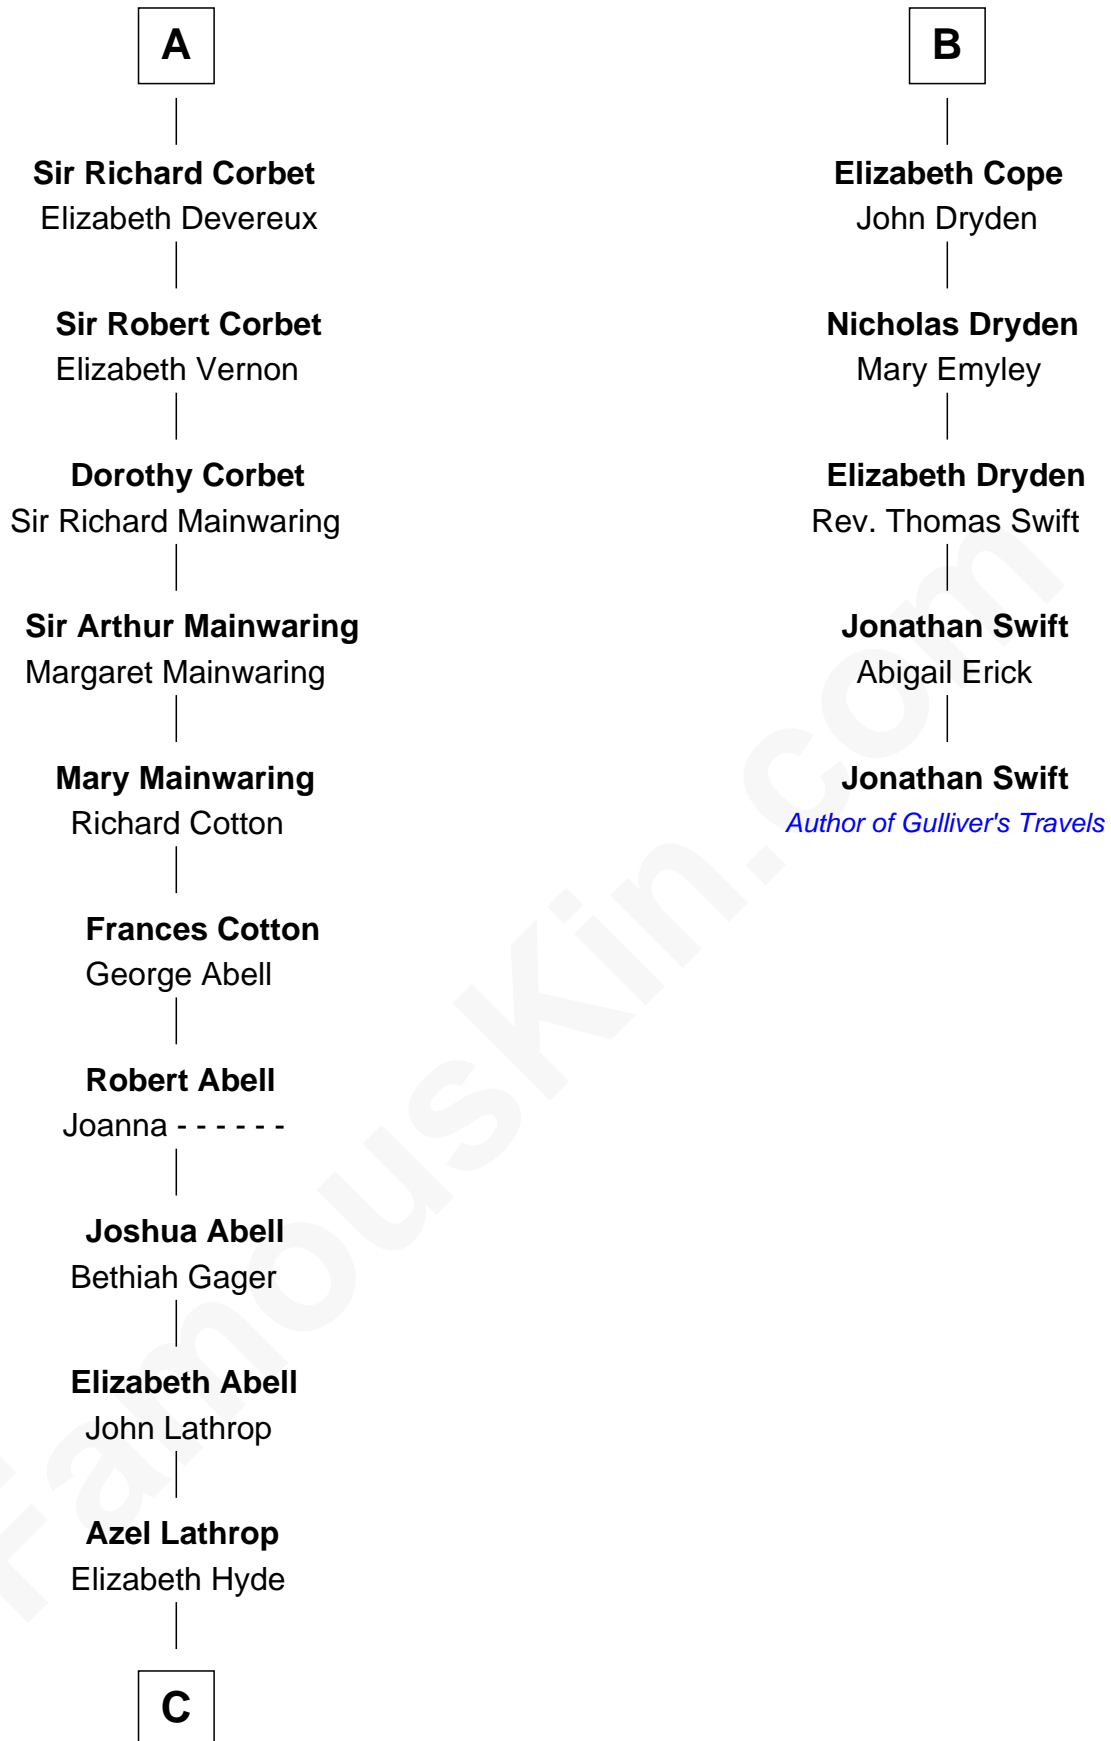 A
Sir Richard Corbet
Elizabeth Devereux
Sir Robert Corbet
Elizabeth Vernon
Dorothy Corbet
Sir Richard Mainwaring
Sir Arthur Mainwaring
Margaret Mainwaring
Mary Mainwaring
Richard Cotton
Frances Cotton
George Abell
Robert Abell
Joanna - - - - - -
Joshua Abell
Bethiah Gager
Elizabeth Abell
John Lathrop
Azel Lathrop
Elizabeth Hyde
C
B
Elizabeth Cope
John Dryden
Nicholas Dryden
Mary Emyley
Elizabeth Dryden
Rev. Thomas Swift
Jonathan Swift
Abigail Erick
Jonathan Swift
Author of Gulliver's Travels
FamousKin.com